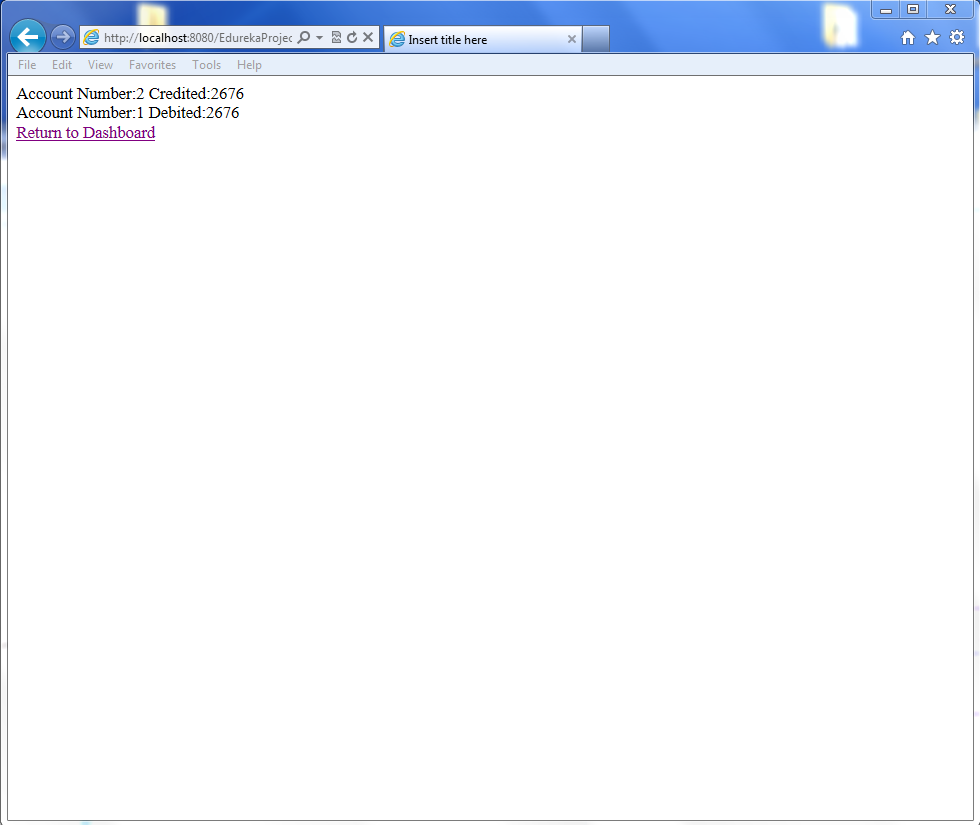 http://localhost:8080/EdurekaProjec
Insert title here
File Edit View Favorites Tools Help
Account Number:2 Credited:2676
Account Number:1 Debited:2676
Return to Dashboard